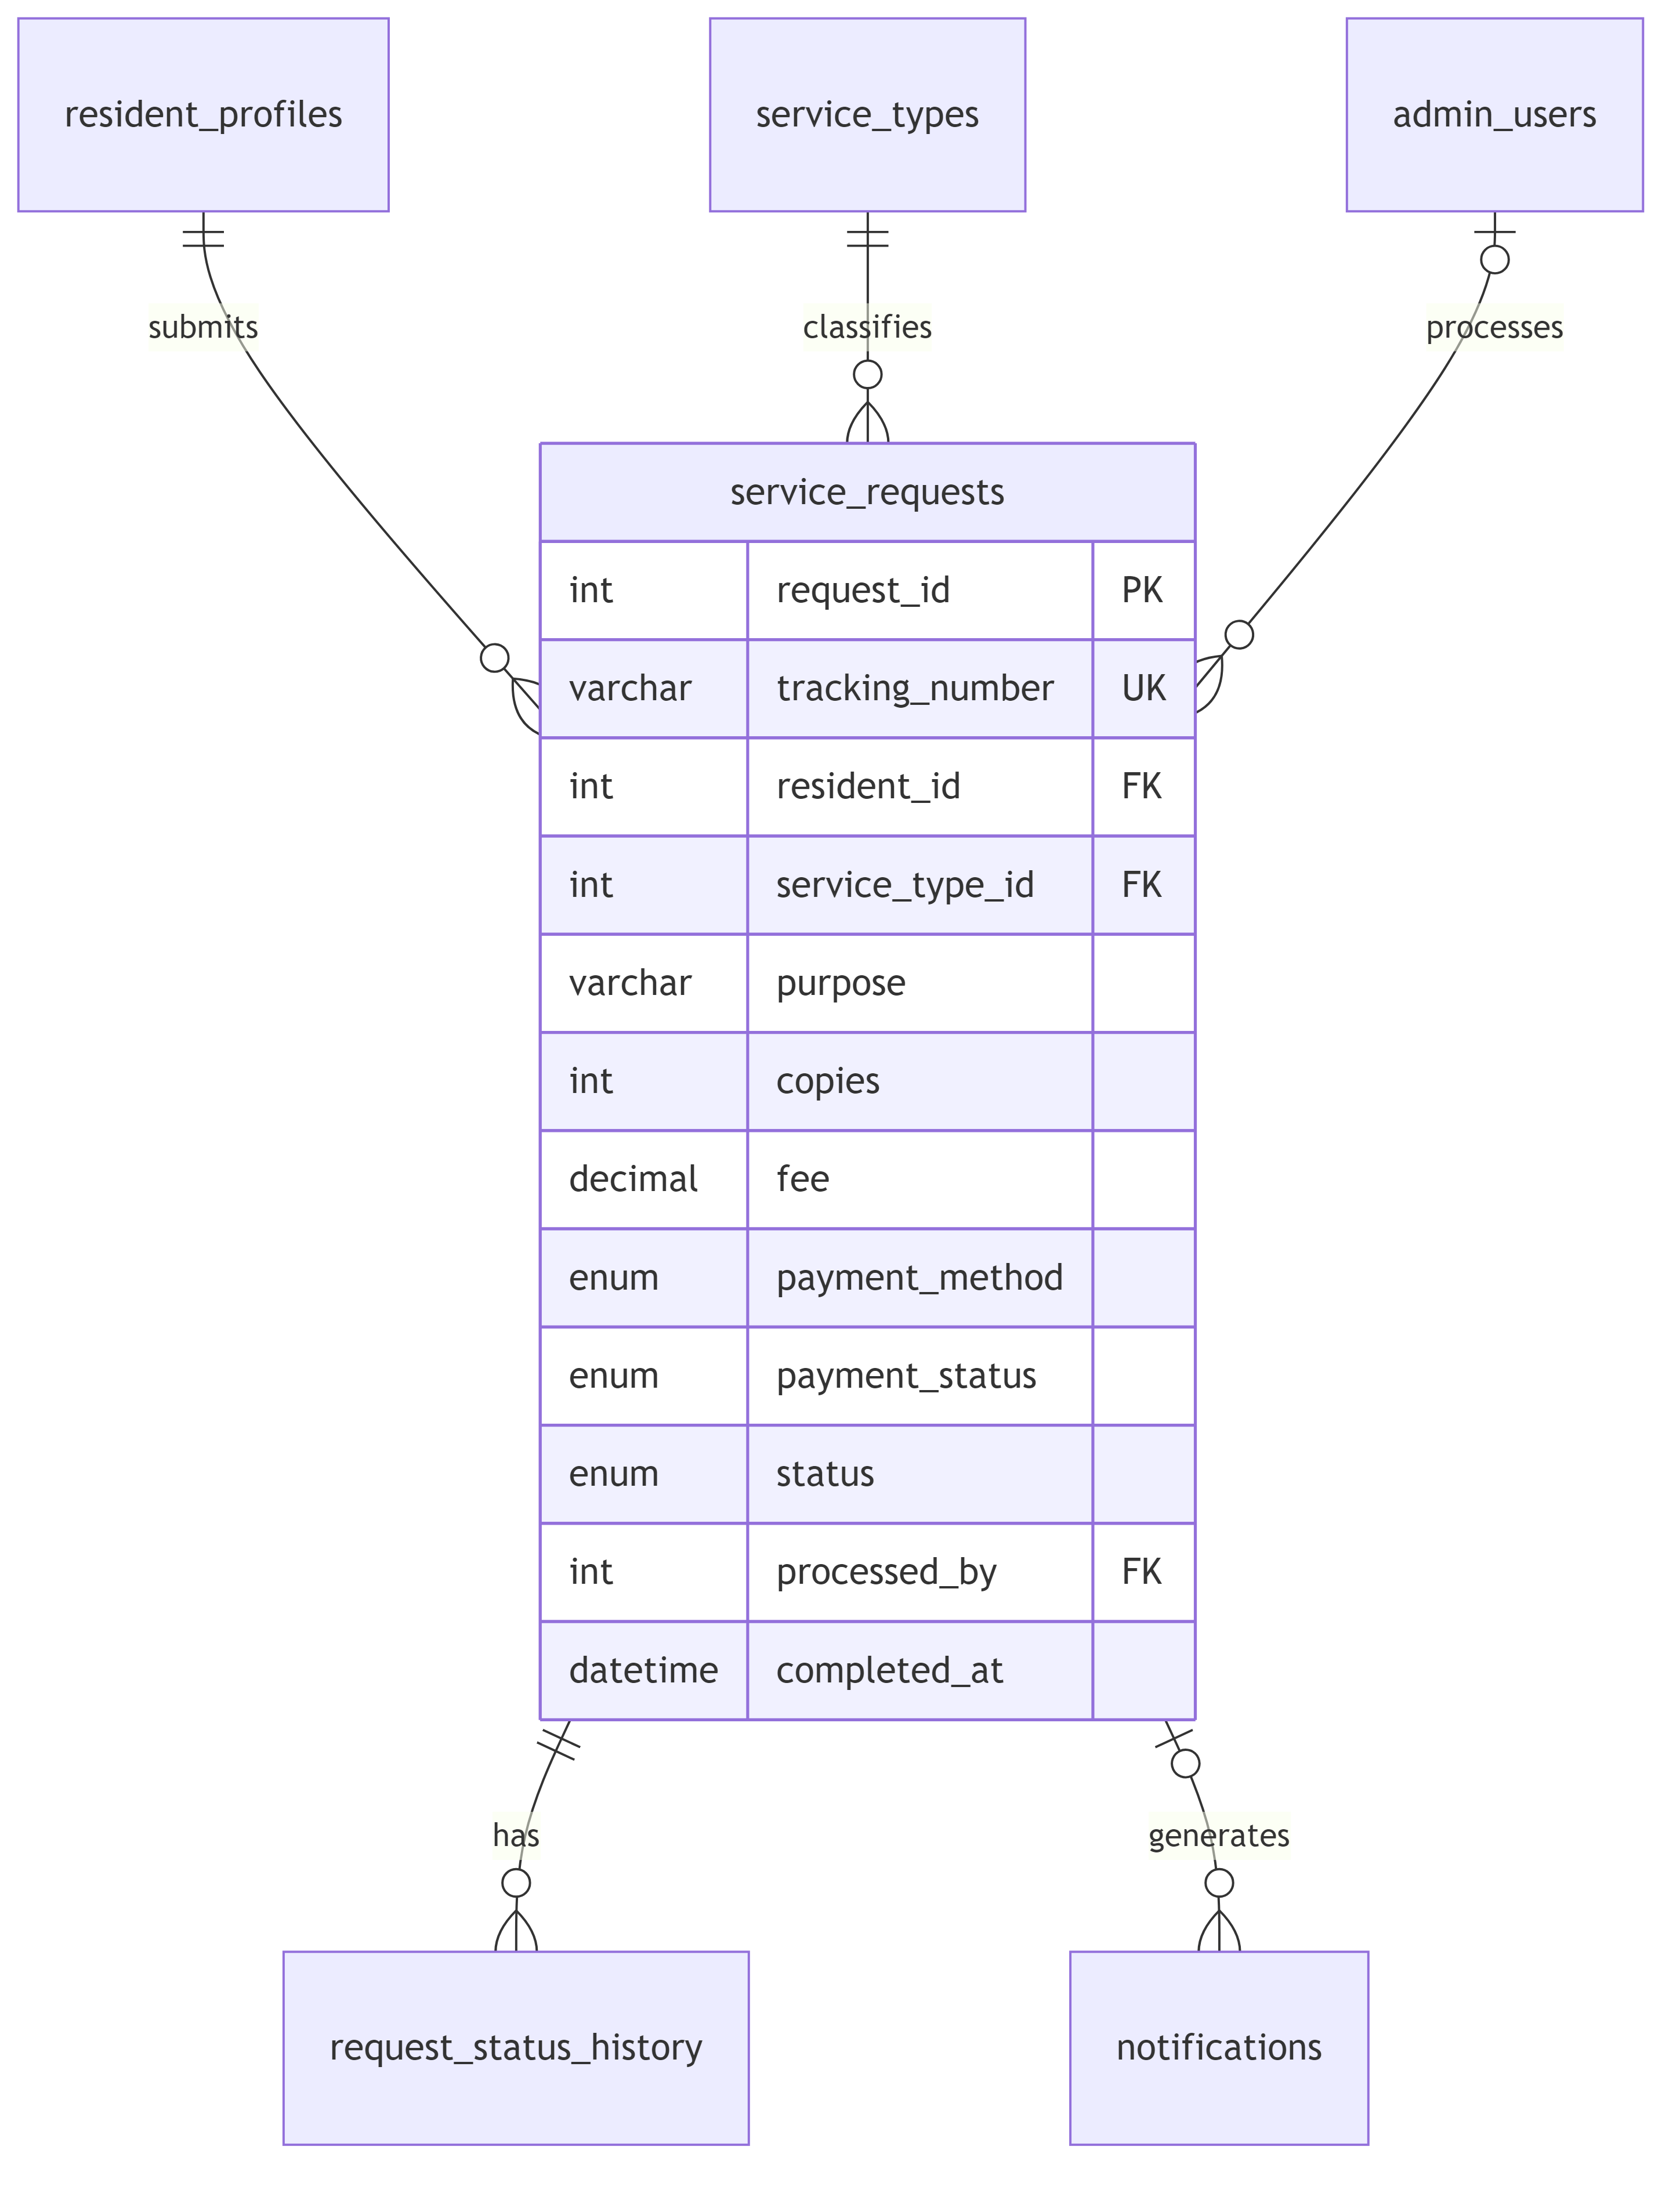 resident_profiles
service_types
admin_users
submits
classifies
processes
service_requests
int request_id PK
varchar tracking_number UK
int resident_id FK
int service_type_id FK
varchar purpose
int copies
decimal fee
enum payment_method
enum payment_status
enum status
int processed_by FK
datetime completed_at
has
generates
request_status_history
notifications